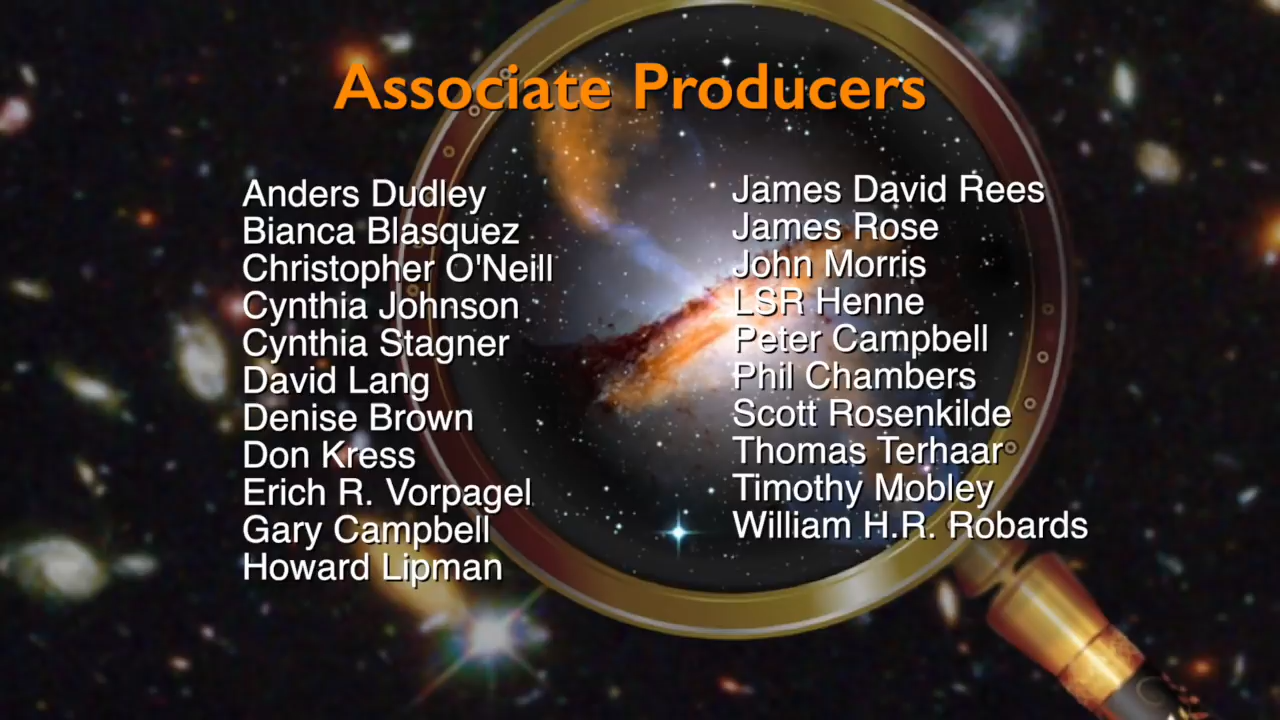 Associate Producers
Anders Dudley
Bianca Blasquez
Christopher O'Neill
Cynthia Johnson
Cynthia Stagner
David Lang
Denise Brown
Don Kress
Erich R. Vorpagel
Gary Campbell
Howard Lipman
James David Rees
James Rose
John Morris
LSR Henne
Peter Campbell
Phil Chambers
Scott Rosenkilde
Thomas Terhaar
Timothy Mobley
William H.R. Robards